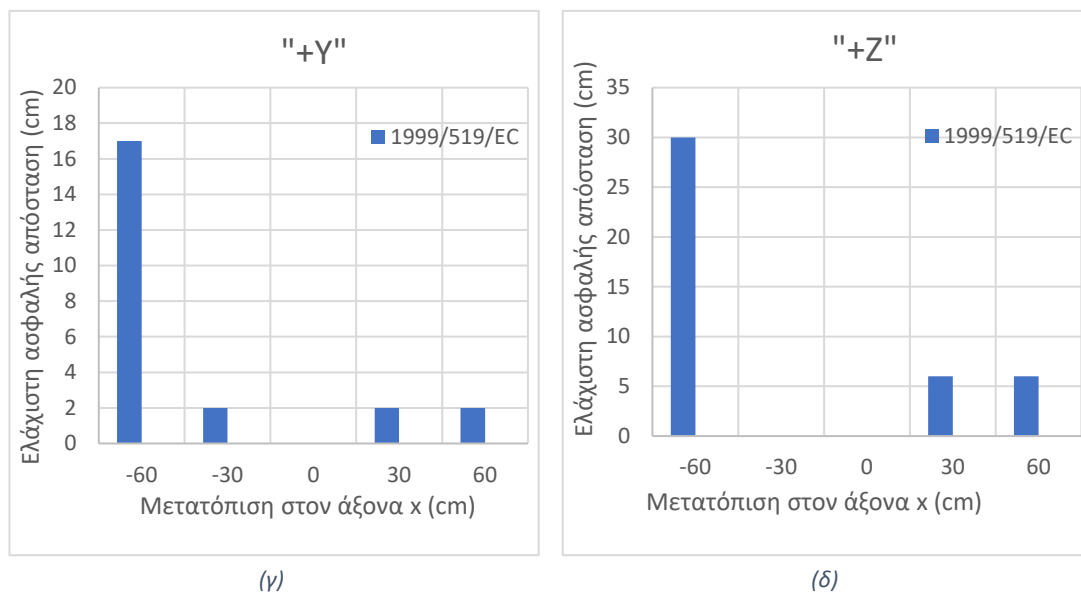 "+Y"
Ελάχιστη ασφαλής απόσταση (cm)
20
18
16
14
12
10
8
6
4
2
0
1999/519/EC
-60 -30 0 30 60
Μετατόπιση στον άξονα x (cm)
(γ)
"+Z"
Ελάχιστη ασφαλής απόσταση (cm)
35
30
25
20
15
10
5
0
1999/519/EC
-60 -30 0 30 60
Μετατόπιση στον άξονα x (cm)
(δ)